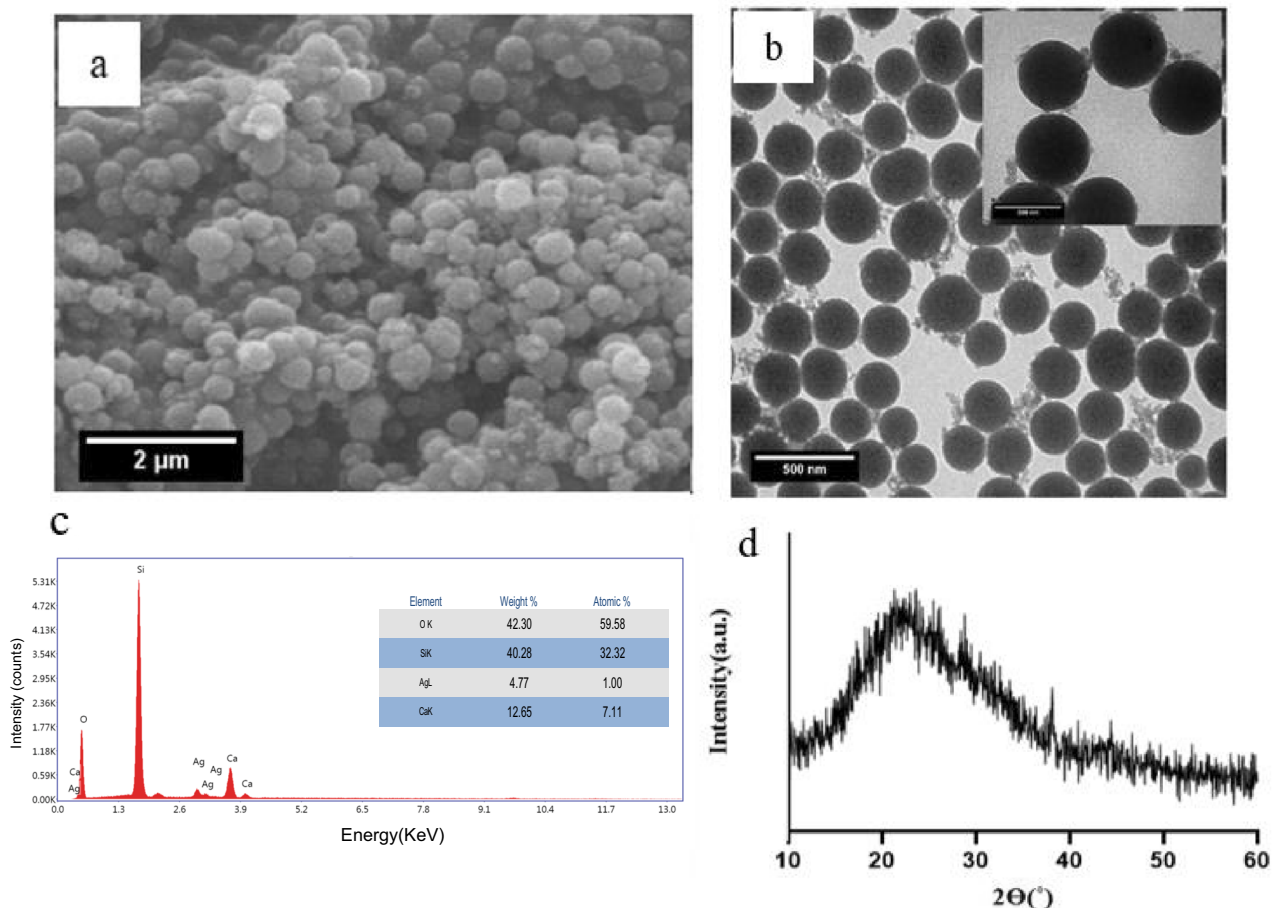 a
2 µm
b
500 nm
c
Si
5.31K
4.72K
4.13K
3.54K
2.95K
2.36K
1.77K
1.18K
0.59K
0.00K
Intensity (counts)
O
Ca
Ag
Ag
Ag
Ag
Ca
Ca
Element Weight % Atomic %
O K 42.30 59.58
SiK 40.28 32.32
AgL 4.77 1.00
CaK 12.65 7.11
0.0 1.3 2.6 3.9 5.2 6.5 7.8 9.1 10.4 11.7 13.0
Energy(KeV)
d
Intensity(a.u.)
10 20 30 40 50 60
2Θ(°)